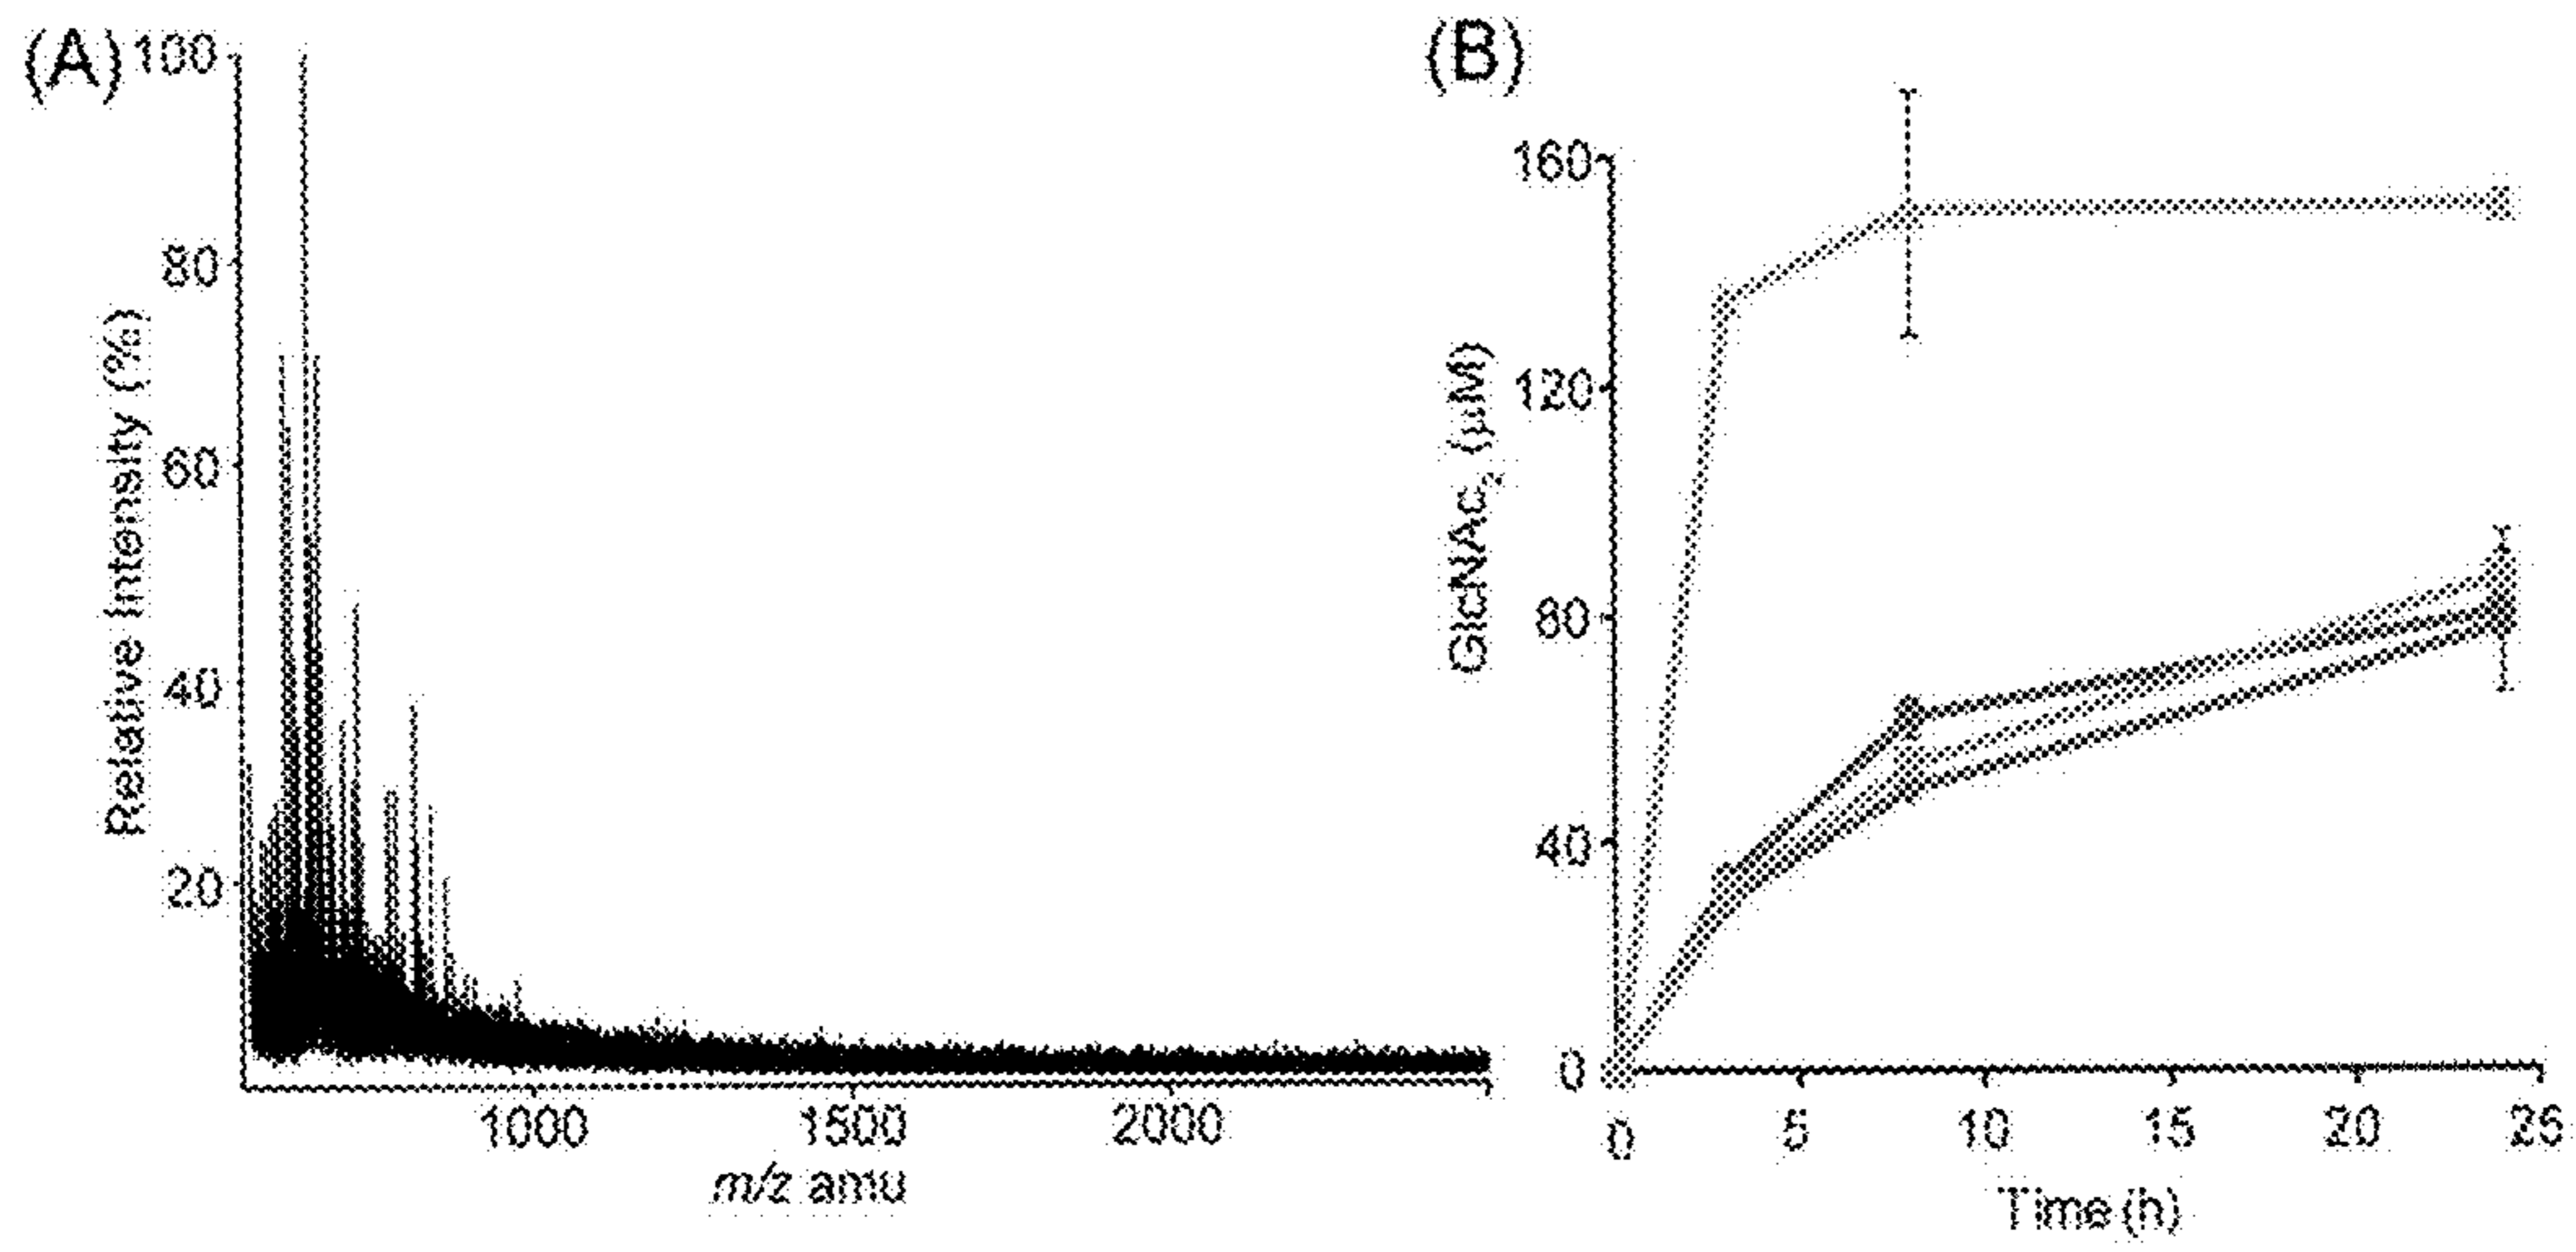 (A)
100
80
60
40
20
Relative Intensity (%)
1000 1500 2000
m/z amu
(B)
160
120
80
40
0
GlcNAc₂ (µM)
0 5 10 15 20 25
Time (h)